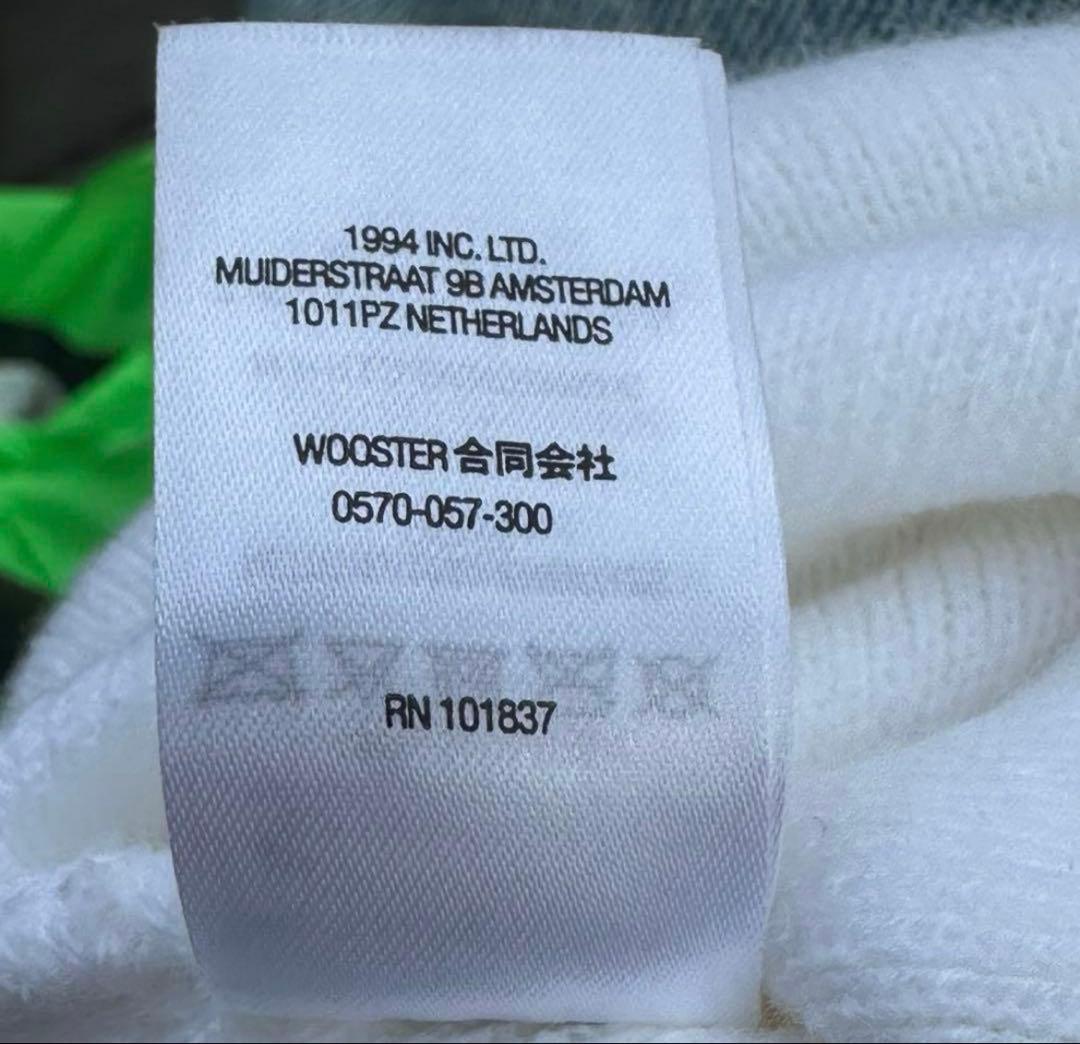 1994 INC. LTD.
MUIDERSTRAAT 9B AMSTERDAM
1011PZ NETHERLANDS
WOOSTER 合同会社
0570-057-300
RN 101837